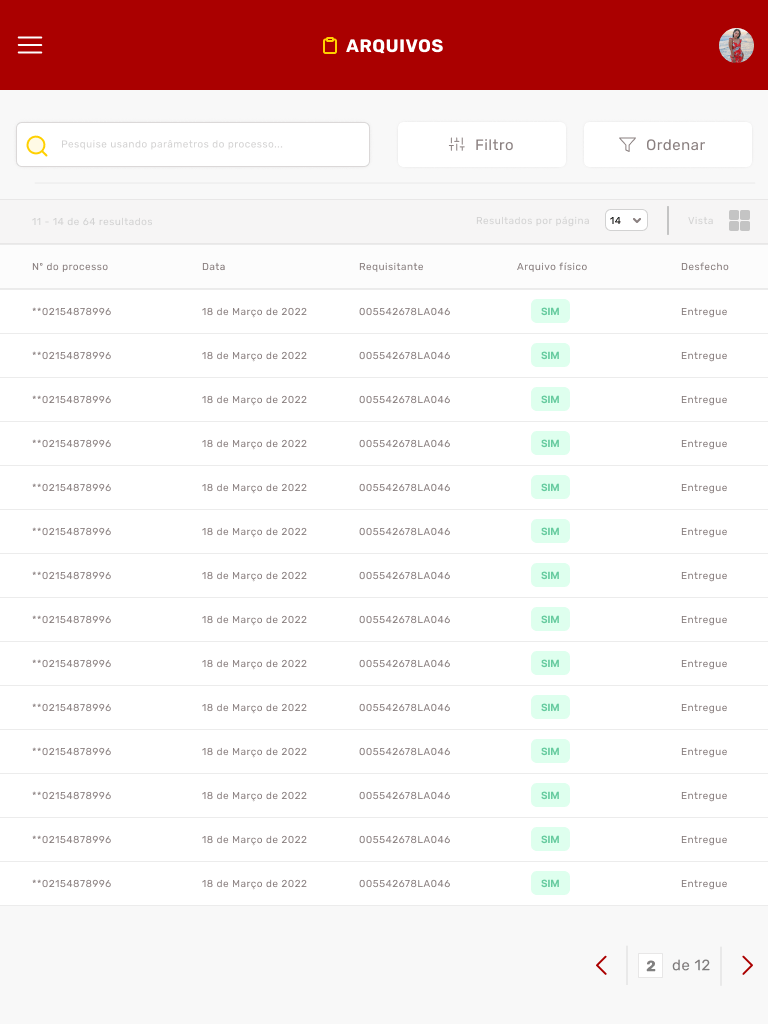 ARQUIVOS
Pesquise usando parâmetros do processo...
Filtro
Ordenar
11 - 14 de 64 resultados
Resultados por página
14
Vista
Nº do processo Data Requisitante Arquivo físico Desfecho
**02154878996 18 de Março de 2022 005542678LA046 SIM Entregue
**02154878996 18 de Março de 2022 005542678LA046 SIM Entregue
**02154878996 18 de Março de 2022 005542678LA046 SIM Entregue
**02154878996 18 de Março de 2022 005542678LA046 SIM Entregue
**02154878996 18 de Março de 2022 005542678LA046 SIM Entregue
**02154878996 18 de Março de 2022 005542678LA046 SIM Entregue
**02154878996 18 de Março de 2022 005542678LA046 SIM Entregue
**02154878996 18 de Março de 2022 005542678LA046 SIM Entregue
**02154878996 18 de Março de 2022 005542678LA046 SIM Entregue
**02154878996 18 de Março de 2022 005542678LA046 SIM Entregue
**02154878996 18 de Março de 2022 005542678LA046 SIM Entregue
**02154878996 18 de Março de 2022 005542678LA046 SIM Entregue
**02154878996 18 de Março de 2022 005542678LA046 SIM Entregue
**02154878996 18 de Março de 2022 005542678LA046 SIM Entregue
2 de 12